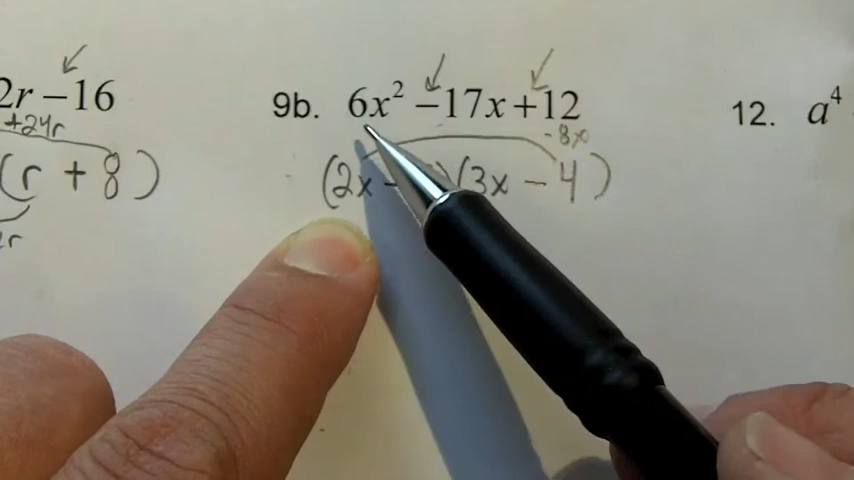 2r − 16
+24r
(r + 8)
9b. 6x² − 17x + 12
-8x
(2x - )(3x - 4)
12. a⁴